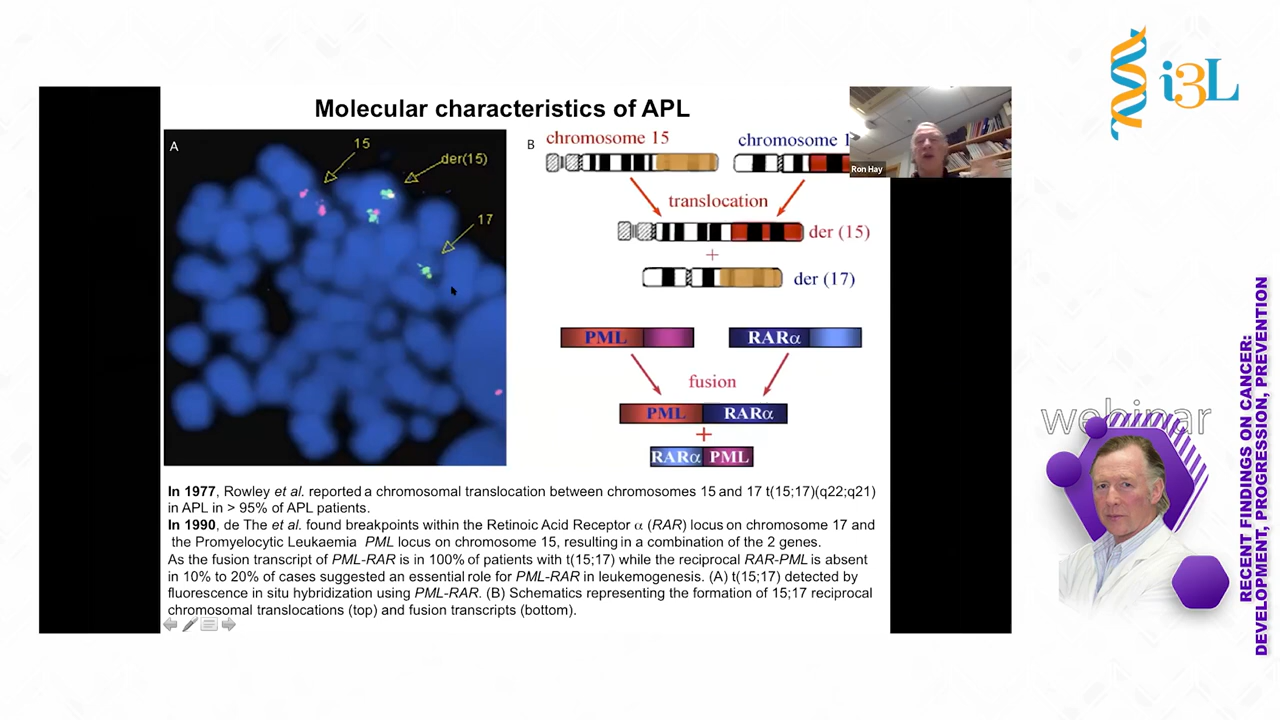 i3L
Molecular characteristics of APL
A
15
der(15)
17
B
chromosome 15
chromosome 1
Ron Hay
translocation
der (15)
+
der (17)
PML
RARα
fusion
PML RARα
+
RARα PML
In 1977, Rowley et al. reported a chromosomal translocation between chromosomes 15 and 17 t(15;17)(q22;q21)
in APL in > 95% of APL patients.
In 1990, de The et al. found breakpoints within the Retinoic Acid Receptor α (RAR) locus on chromosome 17 and
the Promyelocytic Leukaemia PML locus on chromosome 15, resulting in a combination of the 2 genes.
As the fusion transcript of PML-RAR is in 100% of patients with t(15;17) while the reciprocal RAR-PML is absent
in 10% to 20% of cases suggested an essential role for PML-RAR in leukemogenesis. (A) t(15;17) detected by
fluorescence in situ hybridization using PML-RAR. (B) Schematics representing the formation of 15;17 reciprocal
chromosomal translocations (top) and fusion transcripts (bottom).
webinar
RECENT FINDINGS ON CANCER:
DEVELOPMENT, PROGRESSION, PREVENTION